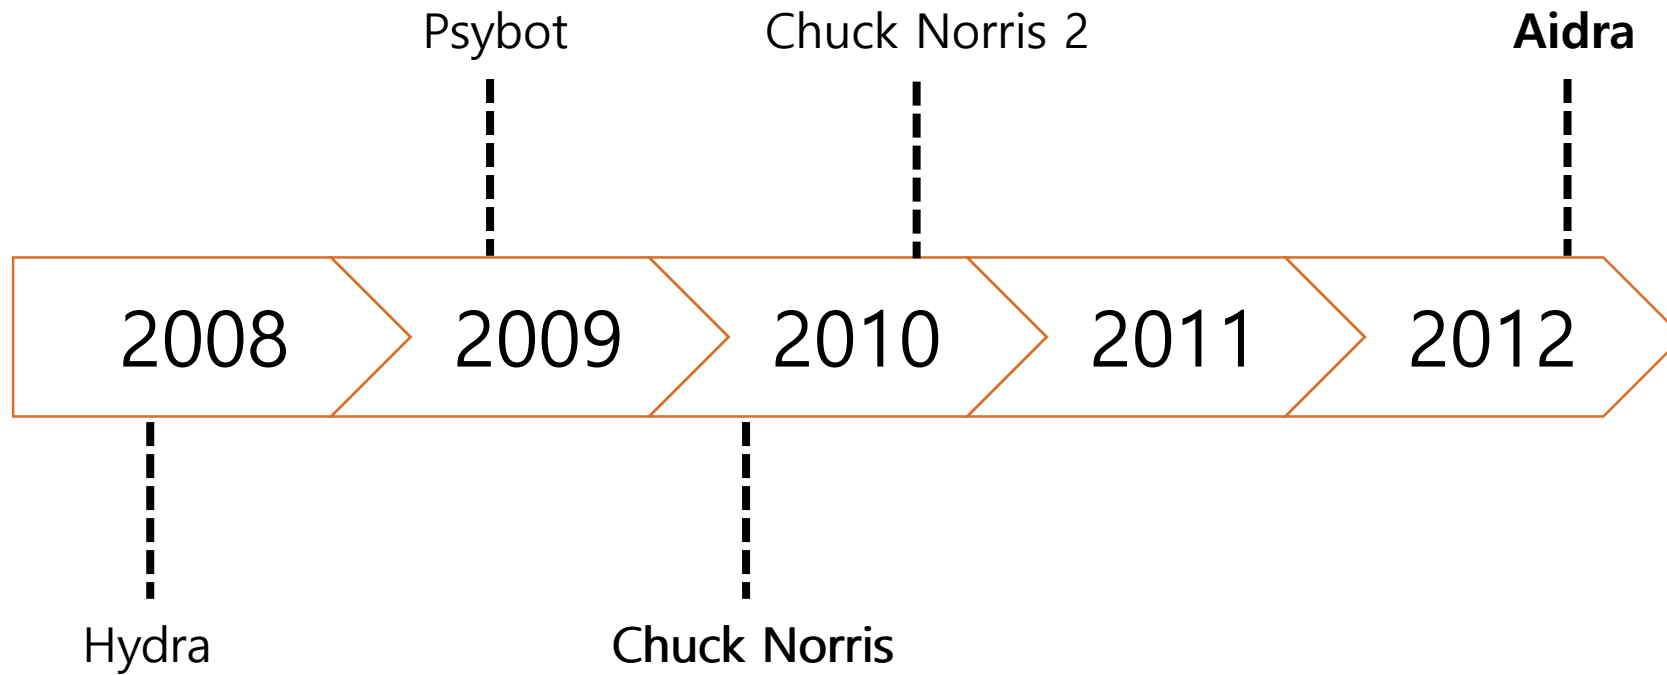 Psybot
Chuck Norris 2
Aidra
2008
2009
2010
2011
2012
Hydra
Chuck Norris